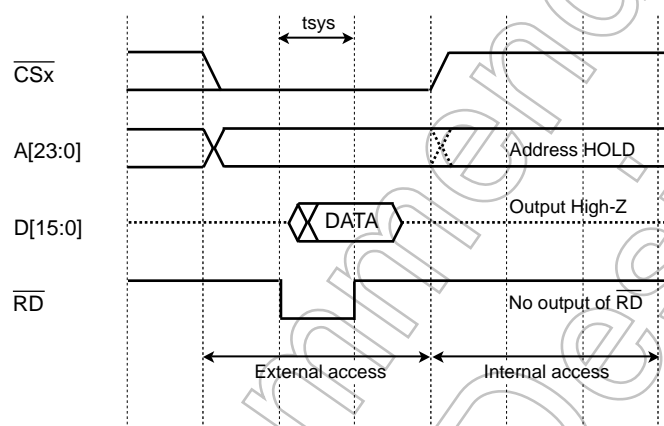 tsys
CSx
A[23:0]
Address HOLD
D[15:0]
DATA
Output High-Z
RD
No output of RD
External access
Internal access